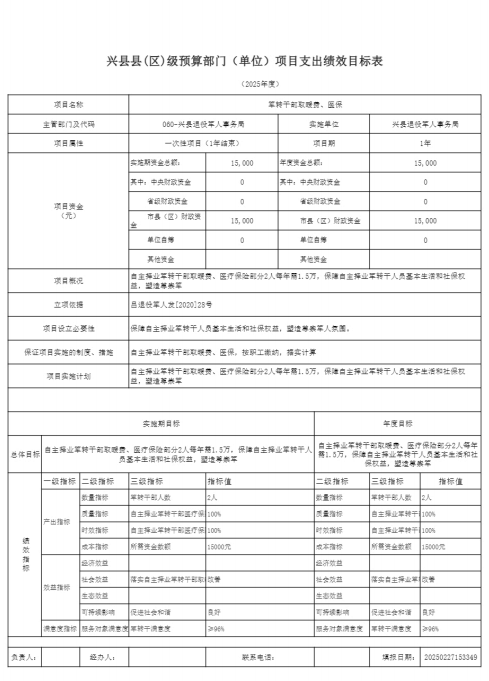 兴县县(区)级预算部门（单位）项目支出绩效目标表
（2025年度）
项目名称 军转干部取暖费、医保
主管部门及代码 060-兴县退役军人事务局 实施单位 兴县退役军人事务局
项目属性 一次性项目（1年结束） 项目期 1年
项目资金（元） 实施期资金总额： 15,000 年度资金总额： 15,000
其中：中央财政资金 0 其中：中央财政资金 0
省级财政资金 0 省级财政资金 0
市县（区）财政资金 15,000 市县（区）财政资金 15,000
单位自筹 0 单位自筹 0
其他资金 其他资金
项目概况 自主择业军转干部取暖费、医疗保险部分2人每年需1.5万，保障自主择业军转干人员基本生活和社保权益，塑造尊崇军
立项依据 吕退役军人发[2020]28号
项目设立必要性 保障自主择业军转干人员基本生活和社保权益，塑造尊崇军人氛围。
保证项目实施的制度、措施 自主择业军转干部取暖费、医保，按职工缴纳，据实计算
项目实施计划 自主择业军转干部取暖费、医疗保险部分2人每年需1.5万，保障自主择业军转干人员基本生活和社保权益，塑造尊崇军
实施期目标 年度目标
总体目标 自主择业军转干部取暖费、医疗保险部分2人每年需1.5万，保障自主择业军转干人员基本生活和社保权益，塑造尊崇军 自主择业军转干部取暖费、医疗保险部分2人每年需1.5万，保障自主择业军转干人员基本生活和社保权益，塑造尊崇军
绩效指标 一级指标 二级指标 三级指标 指标值 二级指标 三级指标 指标值
产出指标 数量指标 军转干部人数 2人 数量指标 军转干部人数 2人
质量指标 自主择业军转干部医疗保 100% 质量指标 自主择业军转干 100%
时效指标 自主择业军转干部医疗保 100% 时效指标 自主择业军转干 100%
成本指标 所需资金数额 15000元 成本指标 所需资金数额 15000元
效益指标 经济效益 经济效益
社会效益 落实自主择业军转干部取 改善 社会效益 落实自主择业军 改善
生态效益 生态效益
可持续影响 促进社会和谐 良好 可持续影响 促进社会和谐 良好
满意度指标 服务对象满意度 军转干满意度 ≥96% 服务对象满意度 军转干满意度 ≥96%
负责人： 经办人： 联系电话： 填报日期： 20250227153349